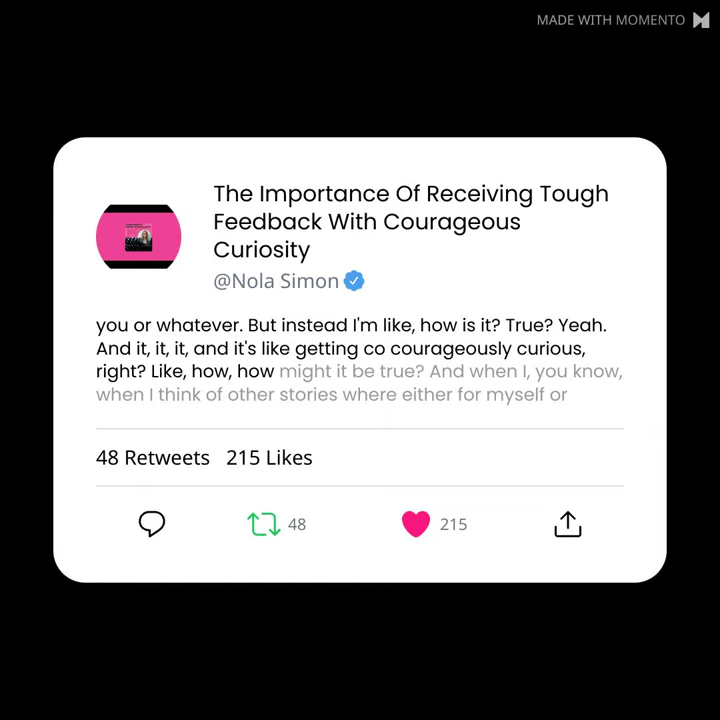 MADE WITH MOMENTO
The Importance Of Receiving Tough
Feedback With Courageous
Curiosity
@Nola Simon
you or whatever. But instead I'm like, how is it? True? Yeah.
And it, it, it, and it's like getting co courageously curious,
right? Like, how, how, how might it be true? And when I, you know,
when I think of other stories where either for myself or
48 Retweets 215 Likes
48 215